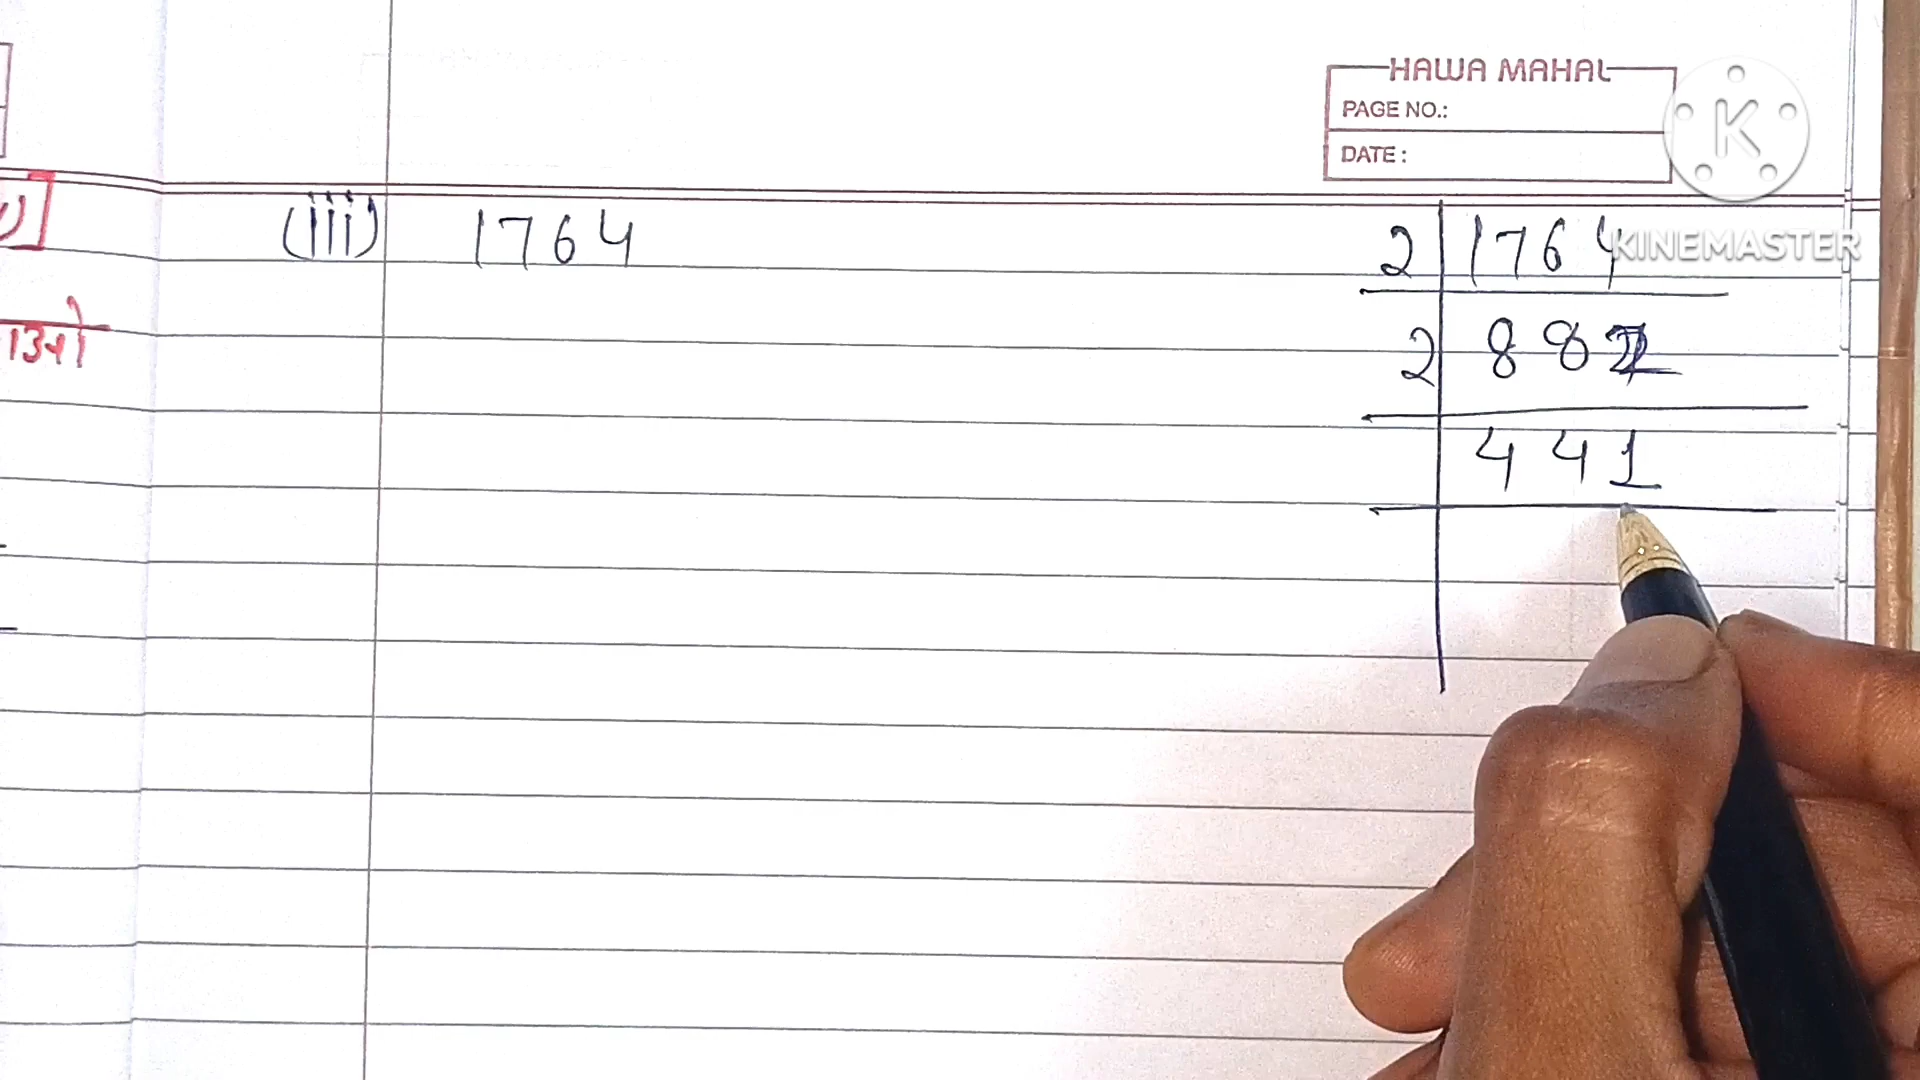 HAWA MAHAL
PAGE NO.:
DATE :
KINEMASTER
(iii) 1764
2 1764
2 882
441